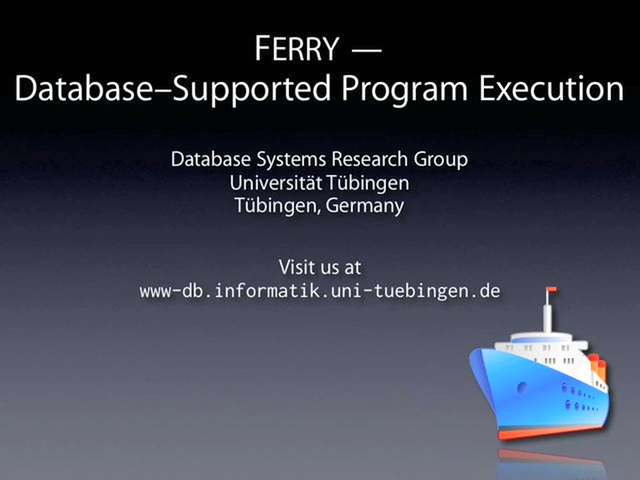 FERRY —
Database–Supported Program Execution
Database Systems Research Group
Universität Tübingen
Tübingen, Germany
Visit us at
www-db.informatik.uni-tuebingen.de